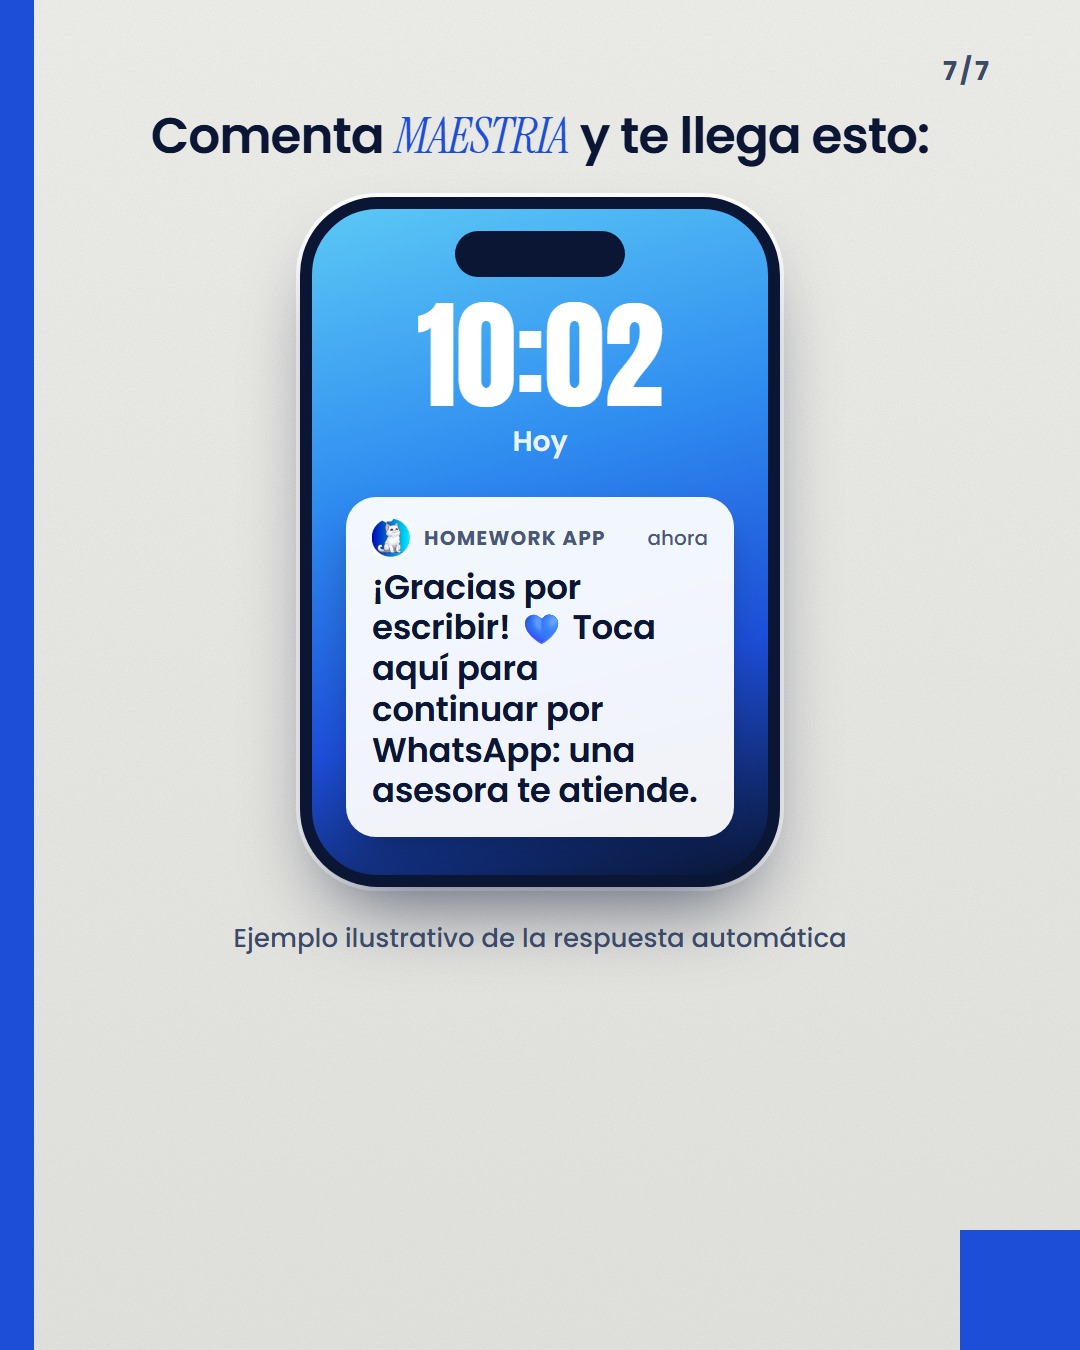 7/7
Comenta MAESTRIA y te llega esto:
10:02
Hoy
HOMEWORK APP ahora
¡Gracias por
escribir! 💙 Toca
aquí para
continuar por
WhatsApp: una
asesora te atiende.
Ejemplo ilustrativo de la respuesta automática